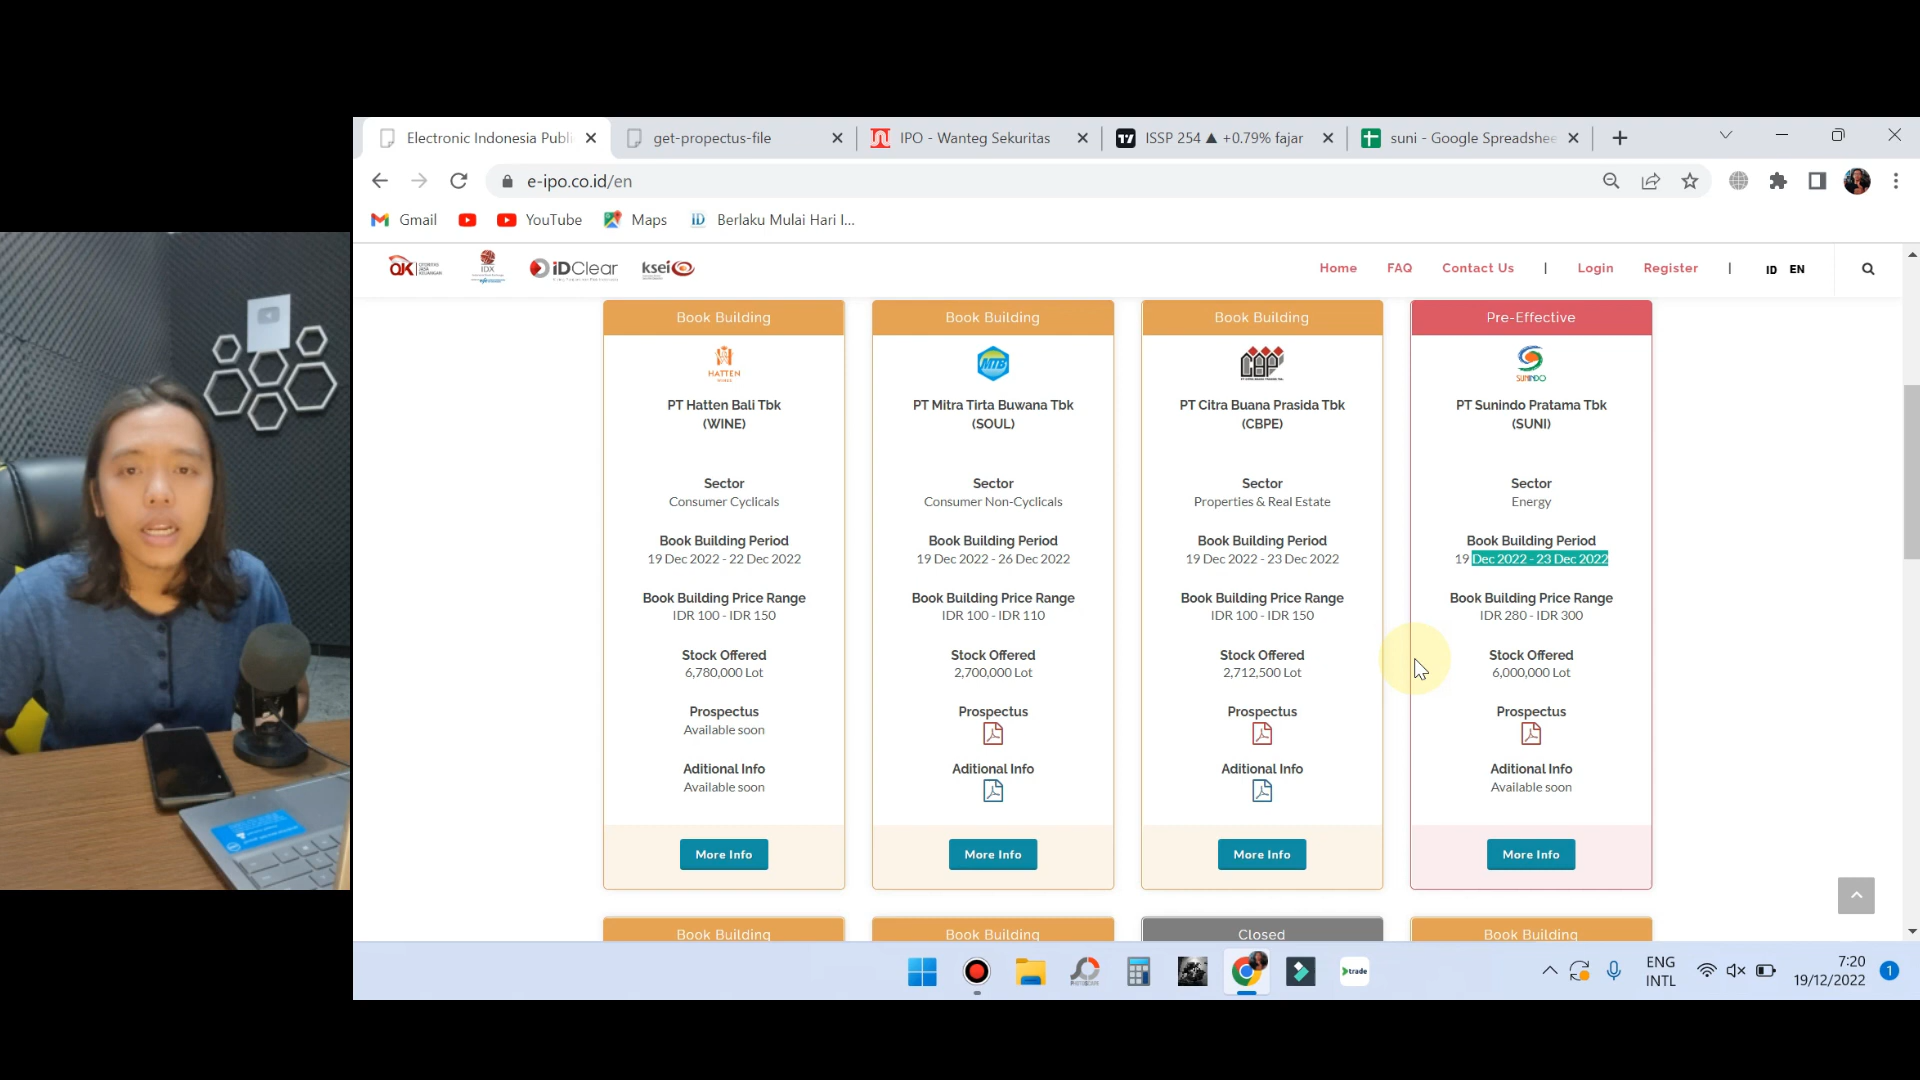 Electronic Indonesia Publi
get-propectus-file
IPO - Wanteg Sekuritas
ISSP 254 ▲ +0.79% fajar
suni - Google Spreadshee
e-ipo.co.id/en
Gmail
YouTube
Maps
Berlaku Mulai Hari I...
OJK
IDX
iDClear
ksei
Home
FAQ
Contact Us
|
Login
Register
|
ID EN
Book Building
HATTEN
PT Hatten Bali Tbk
(WINE)
Sector
Consumer Cyclicals
Book Building Period
19 Dec 2022 - 22 Dec 2022
Book Building Price Range
IDR 100 - IDR 150
Stock Offered
6,780,000 Lot
Prospectus
Available soon
Aditional Info
Available soon
More Info
Book Building
MTB
PT Mitra Tirta Buwana Tbk
(SOUL)
Sector
Consumer Non-Cyclicals
Book Building Period
19 Dec 2022 - 26 Dec 2022
Book Building Price Range
IDR 100 - IDR 110
Stock Offered
2,700,000 Lot
Prospectus
Aditional Info
More Info
Book Building
CBP
PT Citra Buana Prasida Tbk
(CBPE)
Sector
Properties & Real Estate
Book Building Period
19 Dec 2022 - 23 Dec 2022
Book Building Price Range
IDR 100 - IDR 150
Stock Offered
2,712,500 Lot
Prospectus
Aditional Info
More Info
Pre-Effective
SUNINDO
PT Sunindo Pratama Tbk
(SUNI)
Sector
Energy
Book Building Period
19 Dec 2022 - 23 Dec 2022
Book Building Price Range
IDR 280 - IDR 300
Stock Offered
6,000,000 Lot
Prospectus
Aditional Info
Available soon
More Info
Book Building
Book Building
Closed
Book Building
trade
ENG
INTL
7:20
19/12/2022
1